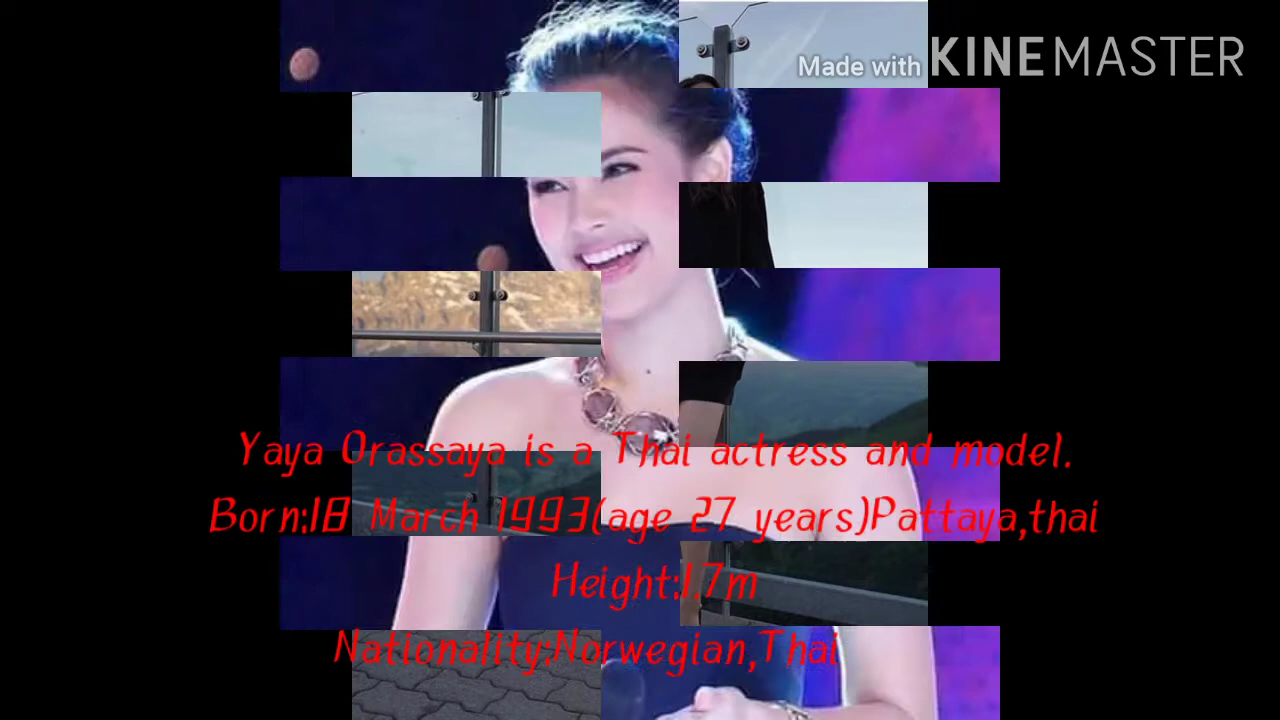 Made with KINEMASTER
Yaya Orassaya is a Thai actress and model.
Born:18 March 1993(age 27 years)Pattaya,thai
Height:1.7m
Nationality:Norwegian,Thai